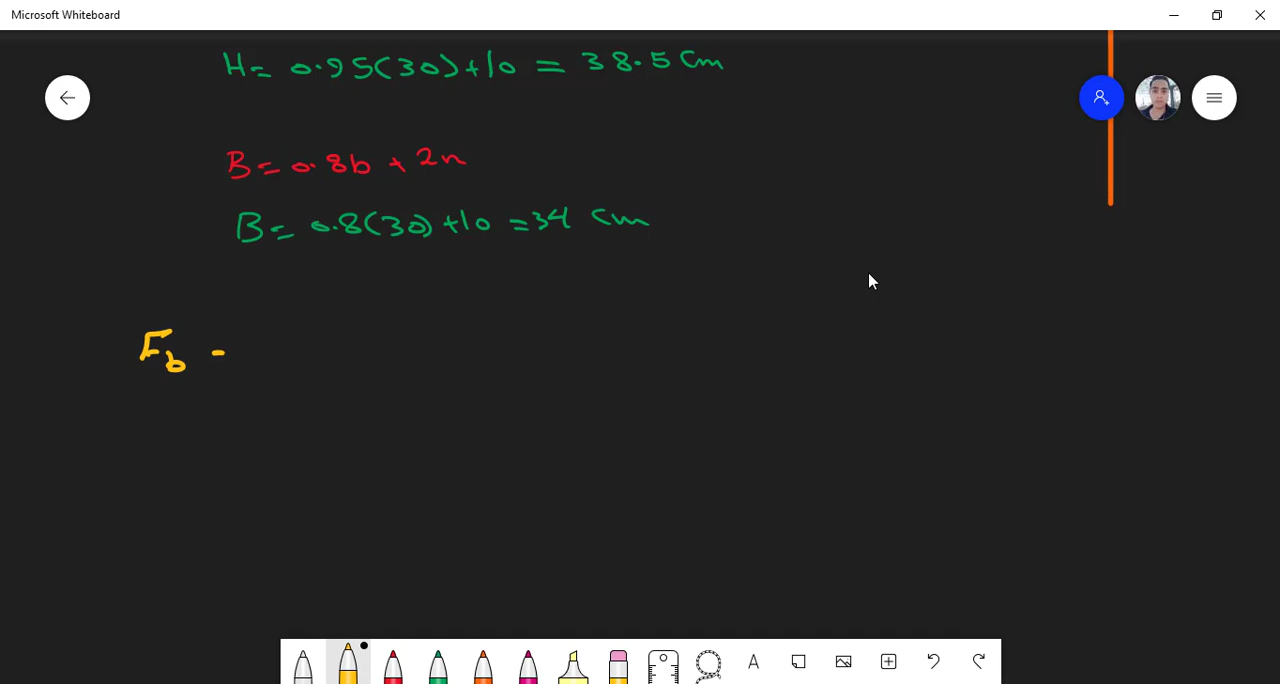 Microsoft Whiteboard
H = 0.95(30)+10 = 38.5 Cm
B = 0.8b + 2n
B = 0.8(30)+10 = 34 Cm
Fb -
A